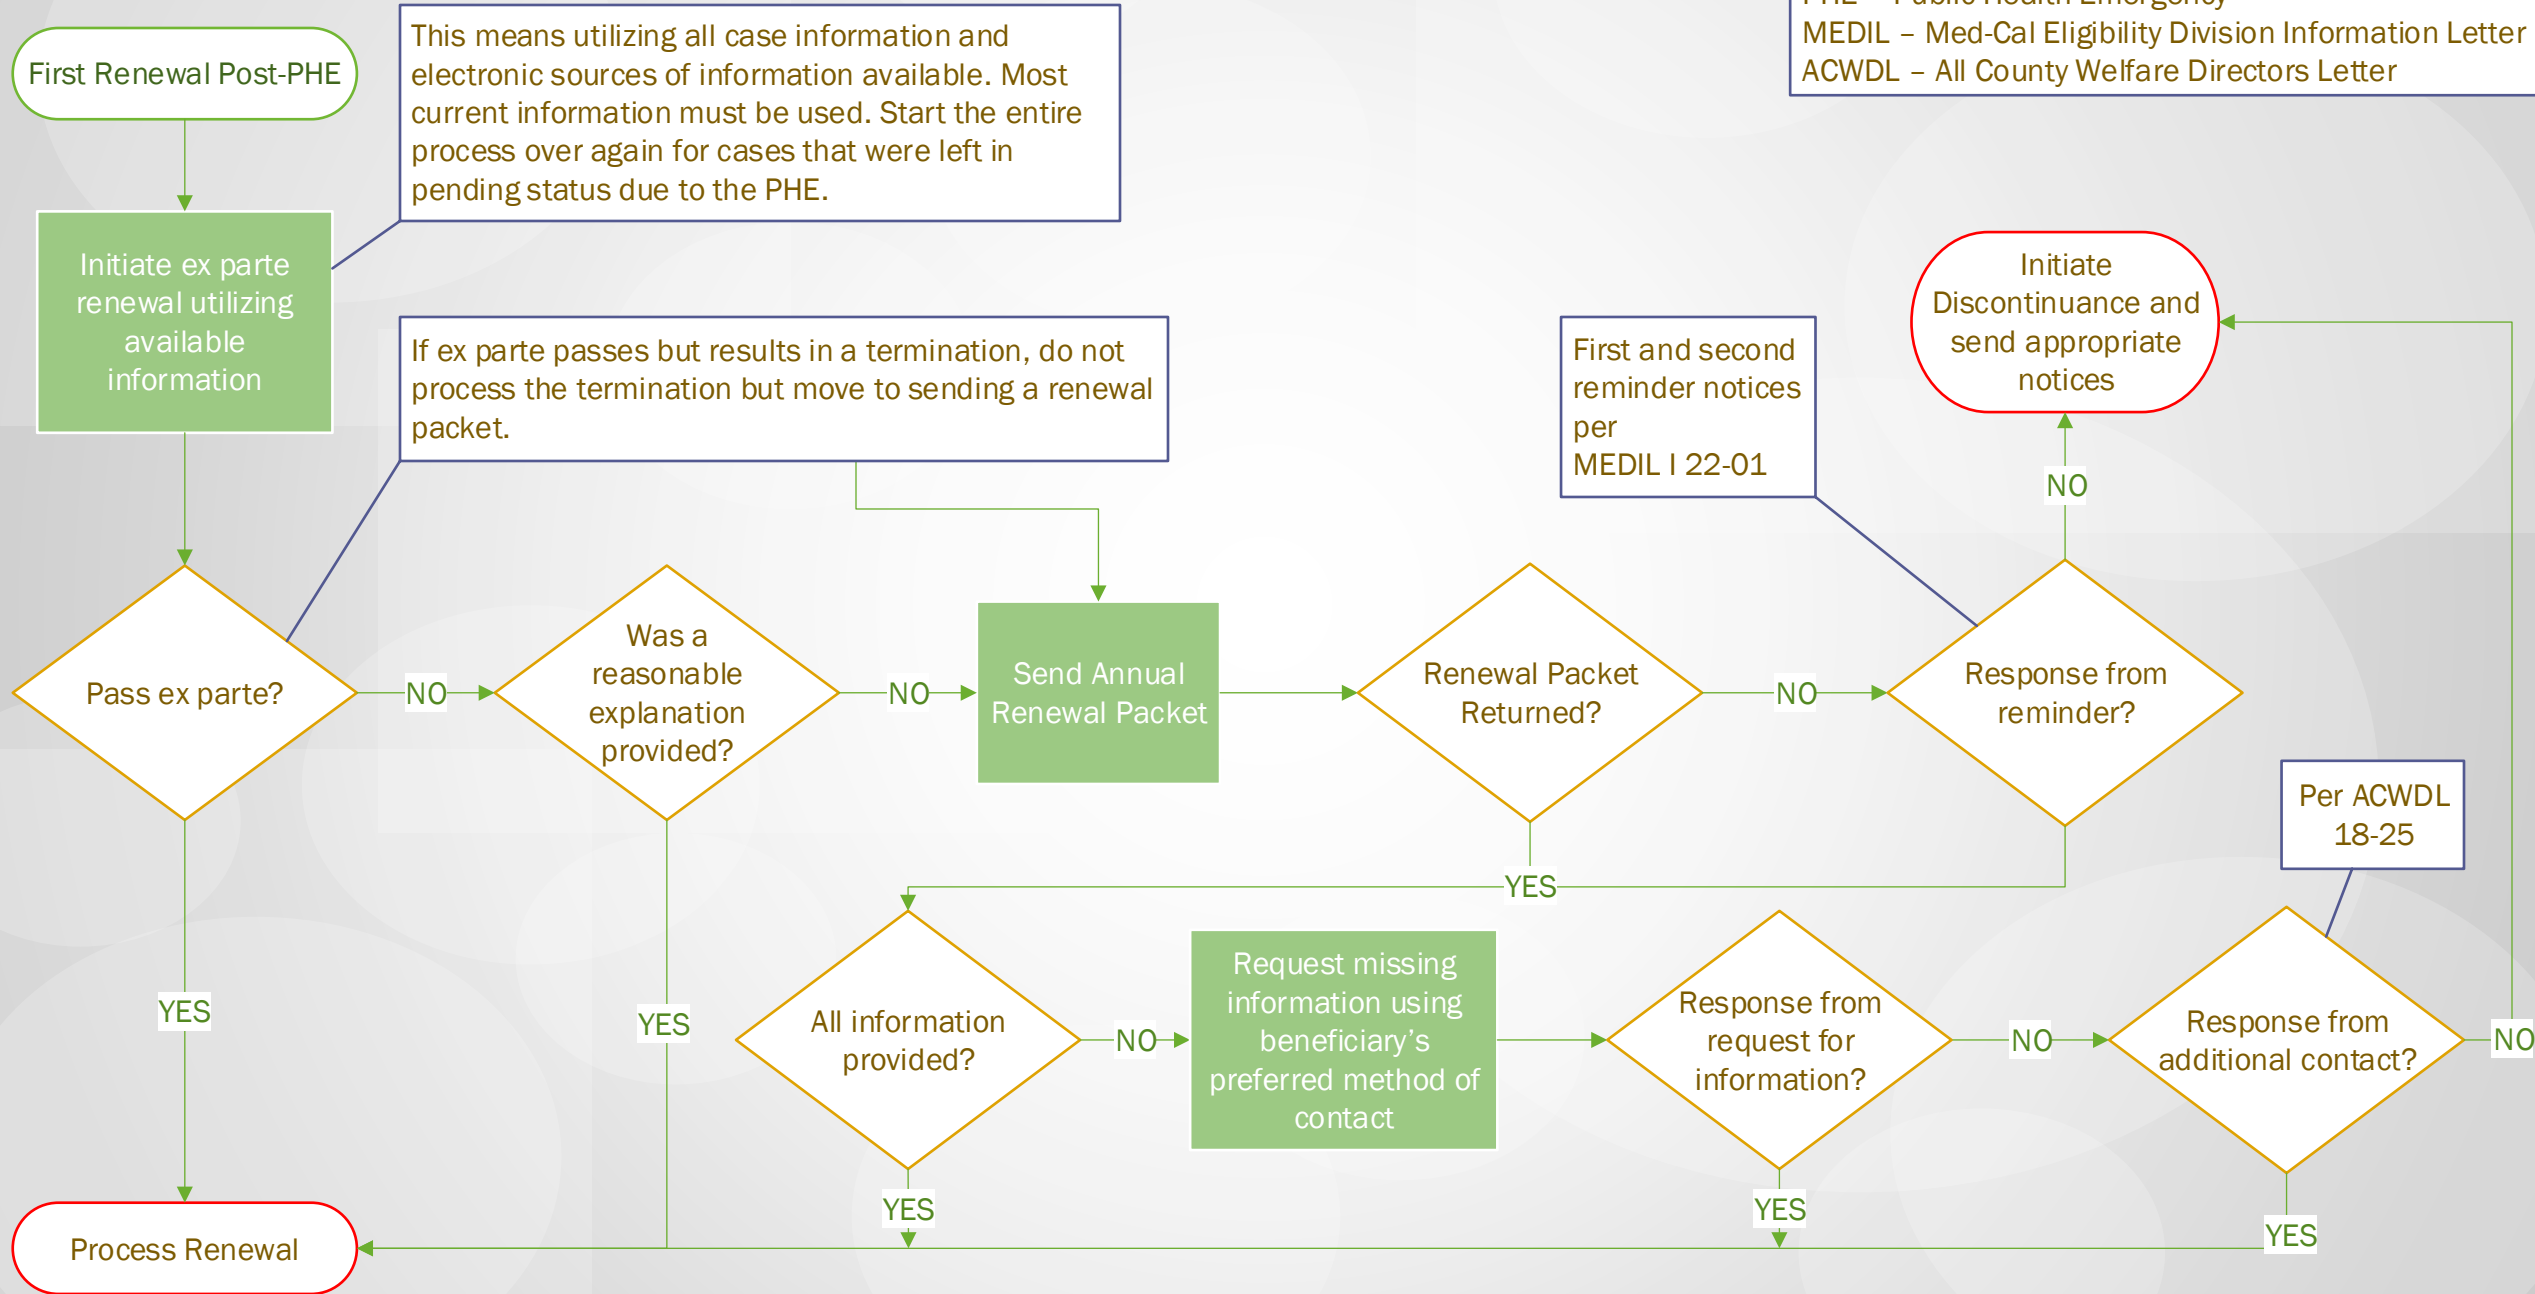 PHE – Public Health Emergency
MEDIL – Med-Cal Eligibility Division Information Letter
ACWDL – All County Welfare Directors Letter
First Renewal Post-PHE
This means utilizing all case information and
electronic sources of information available. Most
current information must be used. Start the entire
process over again for cases that were left in
pending status due to the PHE.
Initiate ex parte
renewal utilizing
available
information
If ex parte passes but results in a termination, do not
process the termination but move to sending a renewal
packet.
First and second
reminder notices
per
MEDIL I 22-01
Initiate
Discontinuance and
send appropriate
notices
NO
Pass ex parte?
NO
Was a
reasonable
explanation
provided?
NO
Send Annual
Renewal Packet
Renewal Packet
Returned?
NO
Response from
reminder?
Per ACWDL
18-25
YES
YES
YES
All information
provided?
NO
Request missing
information using
beneficiary’s
preferred method of
contact
Response from
request for
information?
NO
Response from
additional contact?
NO
YES
YES
YES
Process Renewal